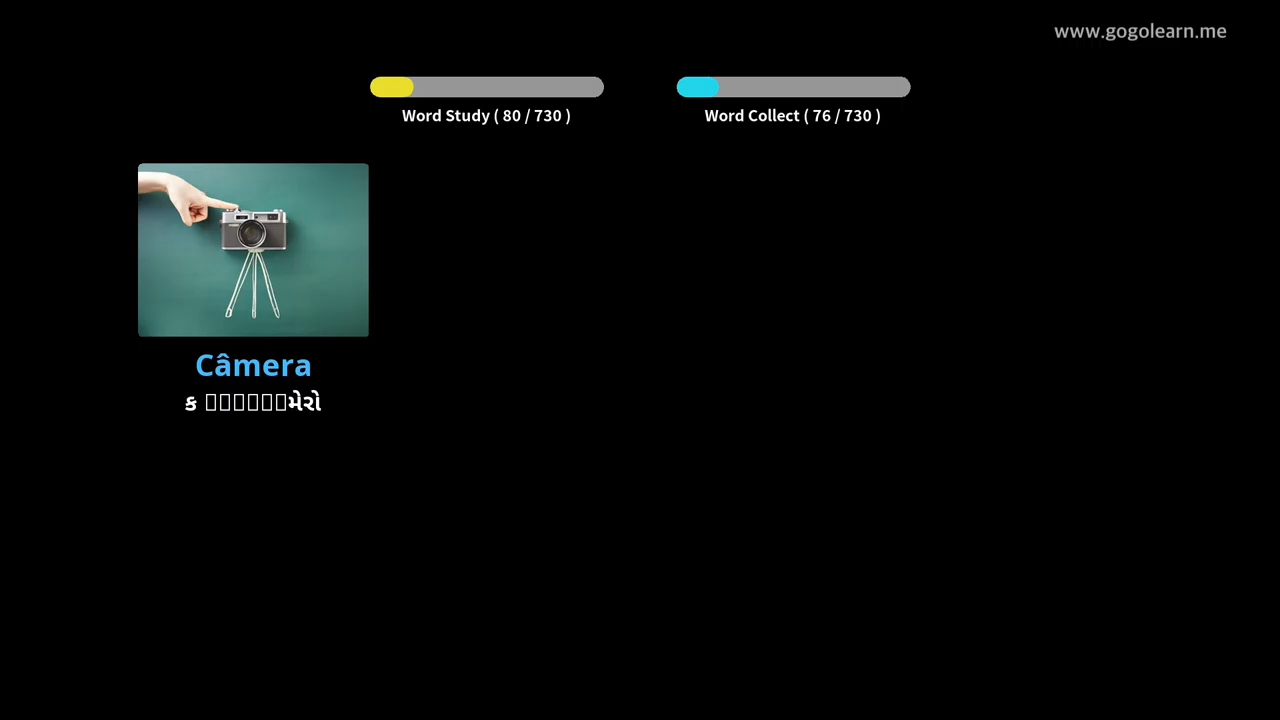 www.gogolearn.me
Word Study ( 80 / 730 )
Word Collect ( 76 / 730 )
Câmera
ક □□□□□□મેરો